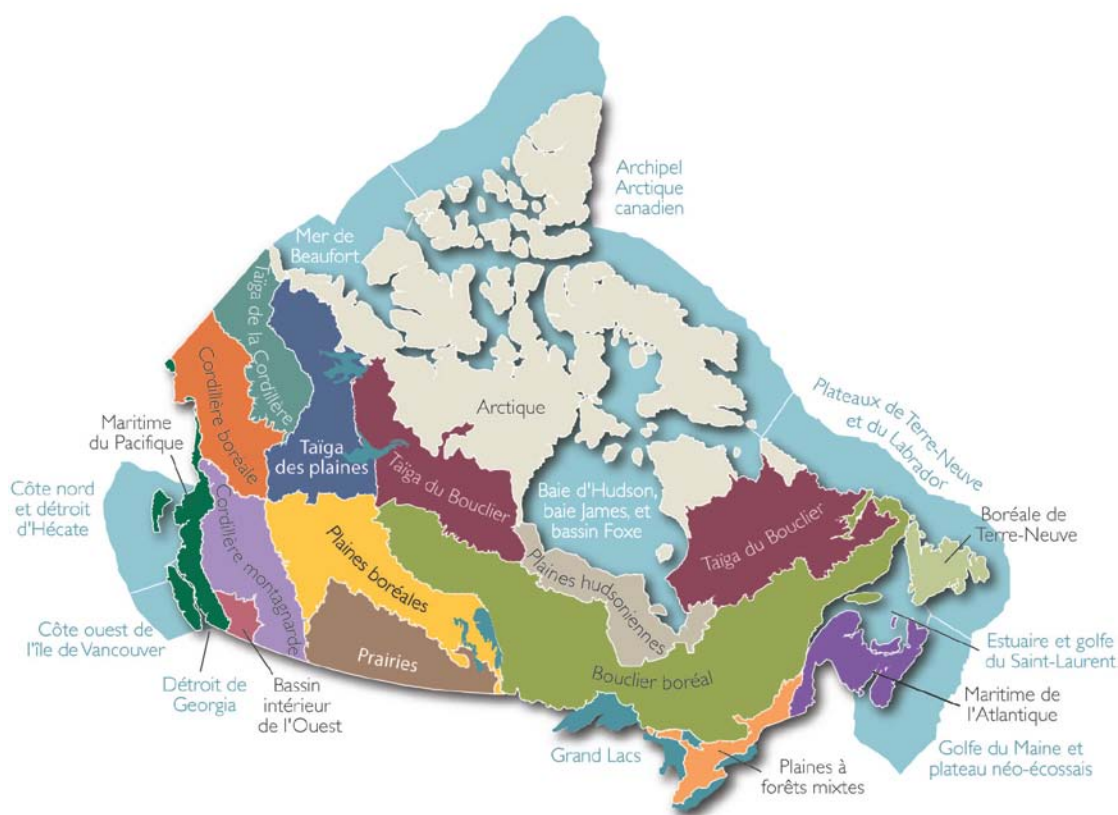 Archipel
Arctique
canadien
Mer de
Beaufort
Taïga de la Cordillère
Cordillère boréale
Maritime
du Pacifique
Arctique
Plateaux de Terre-Neuve
et du Labrador
Taïga
des plaines
Taïga du Bouclier
Côte nord
et détroit
d'Hécate
Baie d'Hudson,
baie James, et
bassin Foxe
Taïga du Bouclier
Boréale de
Terre-Neuve
Cordillère montagnarde
Plaines boréales
Plaines hudsoniennes
Côte ouest de
l'île de Vancouver
Prairies
Bouclier boréal
Estuaire et golfe
du Saint-Laurent
Détroit de
Georgia
Bassin
intérieur
de l'Ouest
Maritime de
l'Atlantique
Grand Lacs
Plaines à
forêts mixtes
Golfe du Maine et
plateau néo-écossais